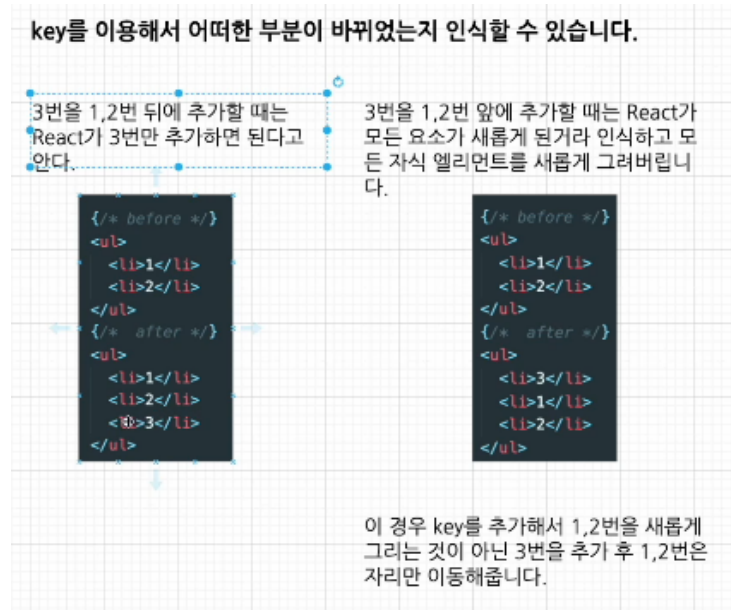 key를 이용해서 어떠한 부분이 바뀌었는지 인식할 수 있습니다.
3번을 1,2번 뒤에 추가할 때는
React가 3번만 추가하면 된다고
안다.
{/* before */}
<ul>
<li>1</li>
<li>2</li>
</ul>
{/* after */}
<ul>
<li>1</li>
<li>2</li>
<li>3</li>
</ul>
3번을 1,2번 앞에 추가할 때는 React가
모든 요소가 새롭게 된거라 인식하고 모
든 자식 엘리먼트를 새롭게 그려버립니
다.
{/* before */}
<ul>
<li>1</li>
<li>2</li>
</ul>
{/* after */}
<ul>
<li>3</li>
<li>1</li>
<li>2</li>
</ul>
이 경우 key를 추가해서 1,2번을 새롭게
그리는 것이 아닌 3번을 추가 후 1,2번은
자리만 이동해줍니다.